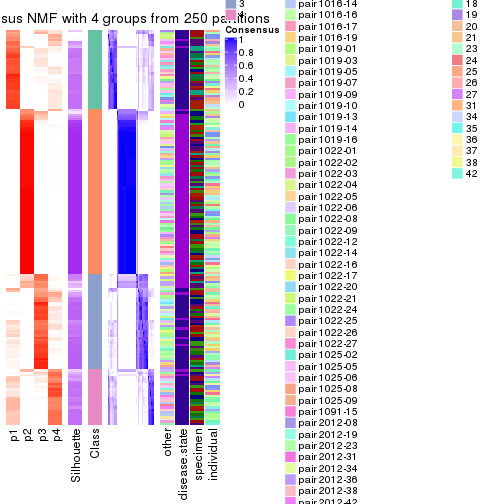 sus NMF with 4 groups from 250 partitions
3
4
Consensus
1
0.8
0.6
0.4
0.2
0
p1
p2
p3
p4
Silhouette
Class
other
disease.state
specimen
individual
pair1016-14
pair1016-16
pair1016-17
pair1019-01
pair1019-03
pair1019-05
pair1019-07
pair1019-09
pair1019-10
pair1019-13
pair1019-14
pair1019-16
pair1022-01
pair1022-02
pair1022-03
pair1022-04
pair1022-05
pair1022-06
pair1022-08
pair1022-09
pair1022-12
pair1022-14
pair1022-16
pair1022-17
pair1022-20
pair1022-21
pair1022-24
pair1022-25
pair1022-26
pair1022-27
pair1025-02
pair1025-05
pair1025-06
pair1025-08
pair1025-09
pair1091-15
pair2012-08
pair2012-19
pair2012-23
pair2012-31
pair2012-34
pair2012-36
pair2012-38
pair2012-42
18
19
20
21
23
24
25
26
27
31
34
35
36
37
38
42